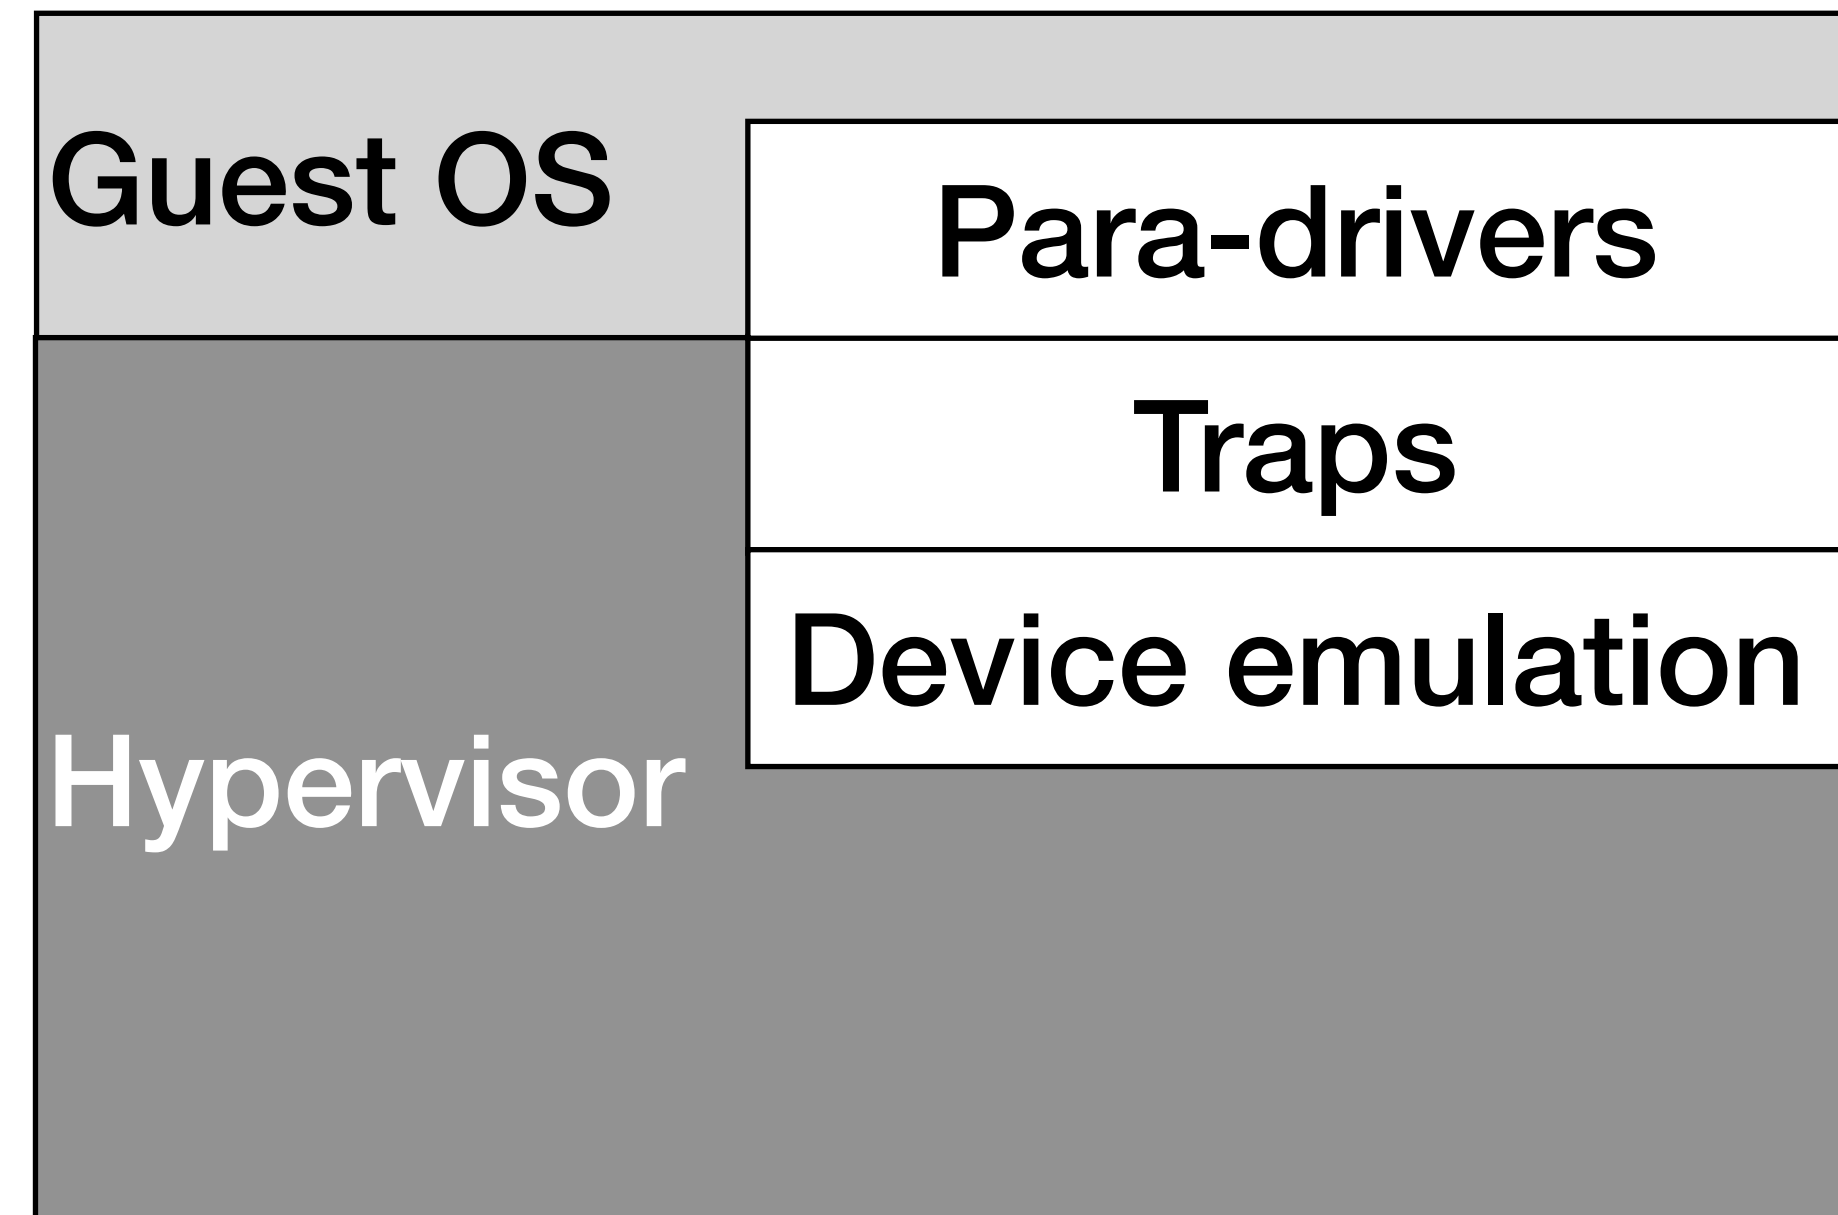 Guest OS
Para-drivers
Traps
Device emulation
Hypervisor